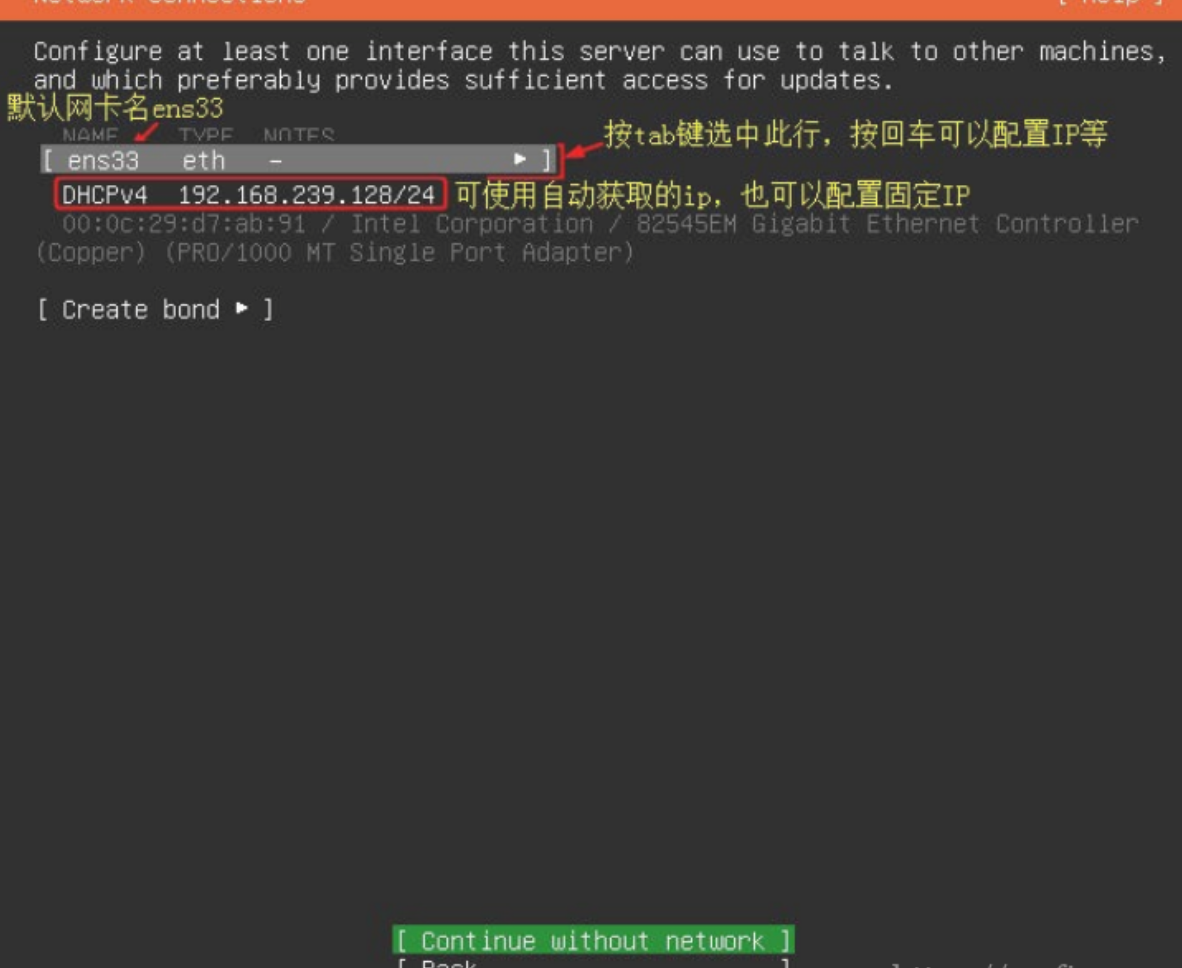 Network connections [ Help ]
Configure at least one interface this server can use to talk to other machines,
and which preferably provides sufficient access for updates.
默认网卡名ens33
NAME TYPE NOTES
按tab键选中此行，按回车可以配置IP等
[ ens33 eth - ▸ ]
DHCPv4 192.168.239.128/24 可使用自动获取的ip，也可以配置固定IP
00:0c:29:d7:ab:91 / Intel Corporation / 82545EM Gigabit Ethernet Controller
(Copper) (PRO/1000 MT Single Port Adapter)
[ Create bond ▸ ]
[ Continue without network ]
[ Back ]